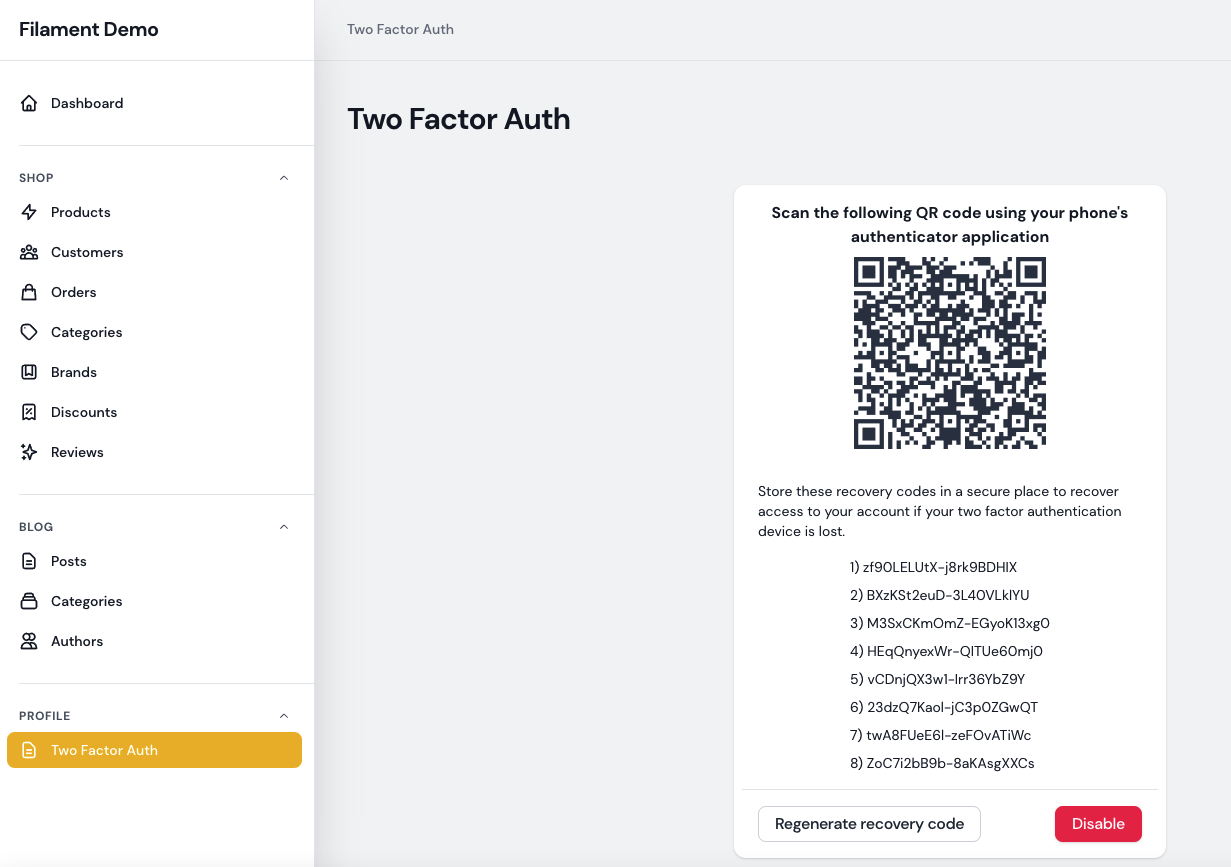 Filament Demo
Two Factor Auth
Dashboard
SHOP
Products
Customers
Orders
Categories
Brands
Discounts
Reviews
BLOG
Posts
Categories
Authors
PROFILE
Two Factor Auth
Two Factor Auth
Scan the following QR code using your phone's
authenticator application
Store these recovery codes in a secure place to recover
access to your account if your two factor authentication
device is lost.
1) zf90LELUtX-j8rk9BDHIX
2) BXzKSt2euD-3L40VLklYU
3) M3SxCKmOmZ-EGyoK13xg0
4) HEqQnyexWr-QITUe60mj0
5) vCDnjQX3w1-lrr36YbZ9Y
6) 23dzQ7Kaol-jC3p0ZGwQT
7) twA8FUeE6l-zeFOvATiWc
8) ZoC7i2bB9b-8aKAsgXXCs
Regenerate recovery code
Disable